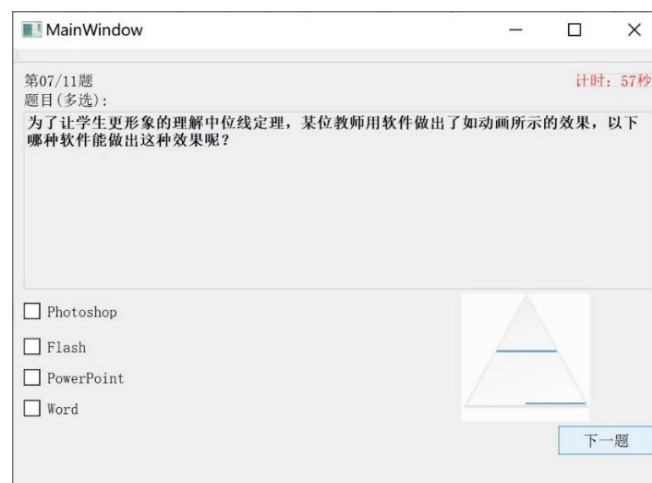 MainWindow
第07/11题
计时：57秒
题目(多选)：
为了让学生更形象的理解中位线定理，某位教师用软件做出了如动画所示的效果，以下
哪种软件能做出这种效果呢？
Photoshop
Flash
PowerPoint
Word
下一题